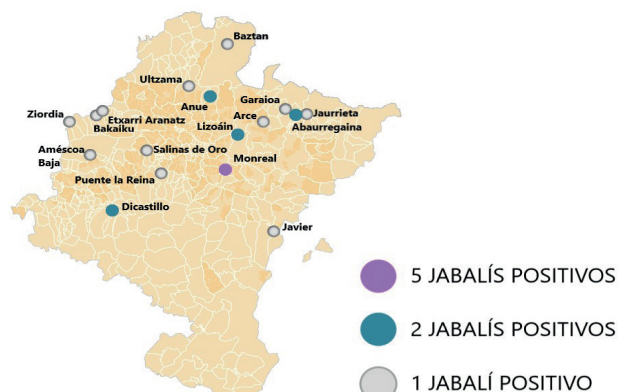 Baztan
Ultzama
Anue
Garaioa
Jaurrieta
Arce
Abaurregaina
Ziordia
Etxarri Aranatz
Bakaiku
Lizoáin
Améscoa
Baja
Salinas de Oro
Monreal
Puente la Reina
Dicastillo
Javier
5 JABALÍS POSITIVOS
2 JABALÍS POSITIVOS
1 JABALÍ POSITIVO